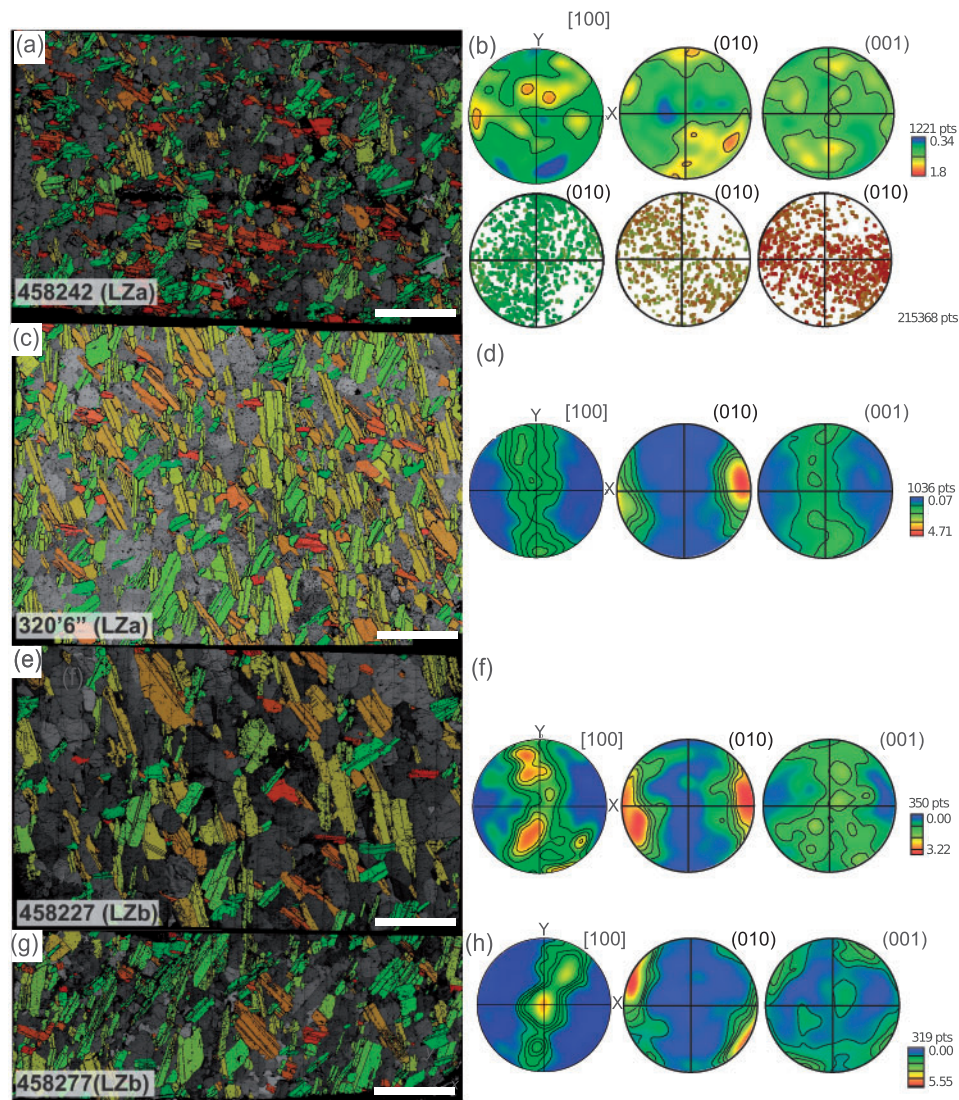 (a)
458242 (LZa)
(b)
[100]
(010)
(001)
Y
X
1221 pts
0.34
1.8
(010)
(010)
(010)
215368 pts
(c)
320'6" (LZa)
(d)
[100]
(010)
(001)
Y
X
1036 pts
0.07
4.71
(e)
(f)
458227 (LZb)
(f)
[100]
(010)
(001)
Y
X
350 pts
0.00
3.22
(g)
458277(LZb)
(h)
[100]
(010)
(001)
Y
X
319 pts
0.00
5.55